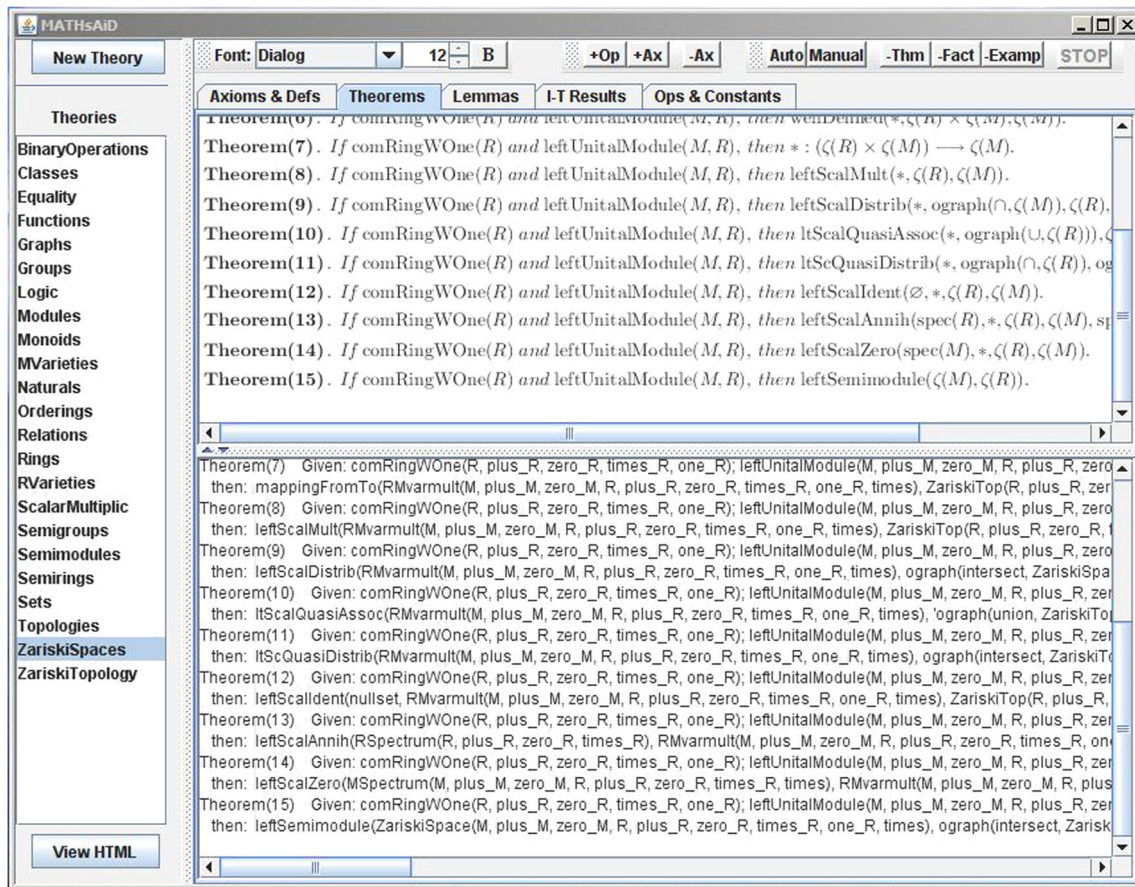 MATHsAiD
New Theory
Font: Dialog 12 B +Op +Ax -Ax Auto Manual -Thm -Fact -Examp STOP
Axioms & Defs Theorems Lemmas I-T Results Ops & Constants
Theories
BinaryOperations
Classes
Equality
Functions
Graphs
Groups
Logic
Modules
Monoids
MVarieties
Naturals
Orderings
Relations
Rings
RVarieties
ScalarMultiplic
Semigroups
Semimodules
Semirings
Sets
Topologies
ZariskiSpaces
ZariskiTopology
View HTML
Theorem(6). If comRingWOne(R) and leftUnitalModule(M, R), then wellDefined(*, ζ(R) × ζ(M), ζ(M)).
Theorem(7). If comRingWOne(R) and leftUnitalModule(M, R), then * : (ζ(R) × ζ(M)) ⟶ ζ(M).
Theorem(8). If comRingWOne(R) and leftUnitalModule(M, R), then leftScalMult(*, ζ(R), ζ(M)).
Theorem(9). If comRingWOne(R) and leftUnitalModule(M, R), then leftScalDistrib(*, ograph(∩, ζ(M)), ζ(R),
Theorem(10). If comRingWOne(R) and leftUnitalModule(M, R), then ltScalQuasiAssoc(*, ograph(∪, ζ(R))), ζ
Theorem(11). If comRingWOne(R) and leftUnitalModule(M, R), then ltScQuasiDistrib(*, ograph(∩, ζ(R)), og
Theorem(12). If comRingWOne(R) and leftUnitalModule(M, R), then leftScalIdent(∅, *, ζ(R), ζ(M)).
Theorem(13). If comRingWOne(R) and leftUnitalModule(M, R), then leftScalAnnih(spec(R), *, ζ(R), ζ(M), sp
Theorem(14). If comRingWOne(R) and leftUnitalModule(M, R), then leftScalZero(spec(M), *, ζ(R), ζ(M)).
Theorem(15). If comRingWOne(R) and leftUnitalModule(M, R), then leftSemimodule(ζ(M), ζ(R)).
Theorem(7) Given: comRingWOne(R, plus_R, zero_R, times_R, one_R); leftUnitalModule(M, plus_M, zero_M, R, plus_R, zero
then: mappingFromTo(RMvarmult(M, plus_M, zero_M, R, plus_R, zero_R, times_R, one_R, times), ZariskiTop(R, plus_R, zer
Theorem(8) Given: comRingWOne(R, plus_R, zero_R, times_R, one_R); leftUnitalModule(M, plus_M, zero_M, R, plus_R, zer
then: leftScalMult(RMvarmult(M, plus_M, zero_M, R, plus_R, zero_R, times_R, one_R, times), ZariskiTop(R, plus_R, zero_R, t
Theorem(9) Given: comRingWOne(R, plus_R, zero_R, times_R, one_R); leftUnitalModule(M, plus_M, zero_M, R, plus_R, zero
then: leftScalDistrib(RMvarmult(M, plus_M, zero_M, R, plus_R, zero_R, times_R, one_R, times), ograph(intersect, ZariskiSpa
Theorem(10) Given: comRingWOne(R, plus_R, zero_R, times_R, one_R); leftUnitalModule(M, plus_M, zero_M, R, plus_R, zer
then: ltScalQuasiAssoc(RMvarmult(M, plus_M, zero_M, R, plus_R, zero_R, times_R, one_R, times), 'ograph(union, ZariskiTop
Theorem(11) Given: comRingWOne(R, plus_R, zero_R, times_R, one_R); leftUnitalModule(M, plus_M, zero_M, R, plus_R, zer
then: ltScQuasiDistrib(RMvarmult(M, plus_M, zero_M, R, plus_R, zero_R, times_R, one_R, times), ograph(intersect, ZariskiTo
Theorem(12) Given: comRingWOne(R, plus_R, zero_R, times_R, one_R); leftUnitalModule(M, plus_M, zero_M, R, plus_R, zer
then: leftScalIdent(nullset, RMvarmult(M, plus_M, zero_M, R, plus_R, zero_R, times_R, one_R, times), ZariskiTop(R, plus_R,
Theorem(13) Given: comRingWOne(R, plus_R, zero_R, times_R, one_R); leftUnitalModule(M, plus_M, zero_M, R, plus_R, zer
then: leftScalAnnih(RSpectrum(R, plus_R, zero_R, times_R), RMvarmult(M, plus_M, zero_M, R, plus_R, zero_R, times_R, on
Theorem(14) Given: comRingWOne(R, plus_R, zero_R, times_R, one_R); leftUnitalModule(M, plus_M, zero_M, R, plus_R, zer
then: leftScalZero(MSpectrum(M, plus_M, zero_M, R, plus_R, zero_R, times_R, times), RMvarmult(M, plus_M, zero_M, R, plus
Theorem(15) Given: comRingWOne(R, plus_R, zero_R, times_R, one_R); leftUnitalModule(M, plus_M, zero_M, R, plus_R, zer
then: leftSemimodule(ZariskiSpace(M, plus_M, zero_M, R, plus_R, zero_R, times_R, one_R, times), ograph(intersect, Zarisk